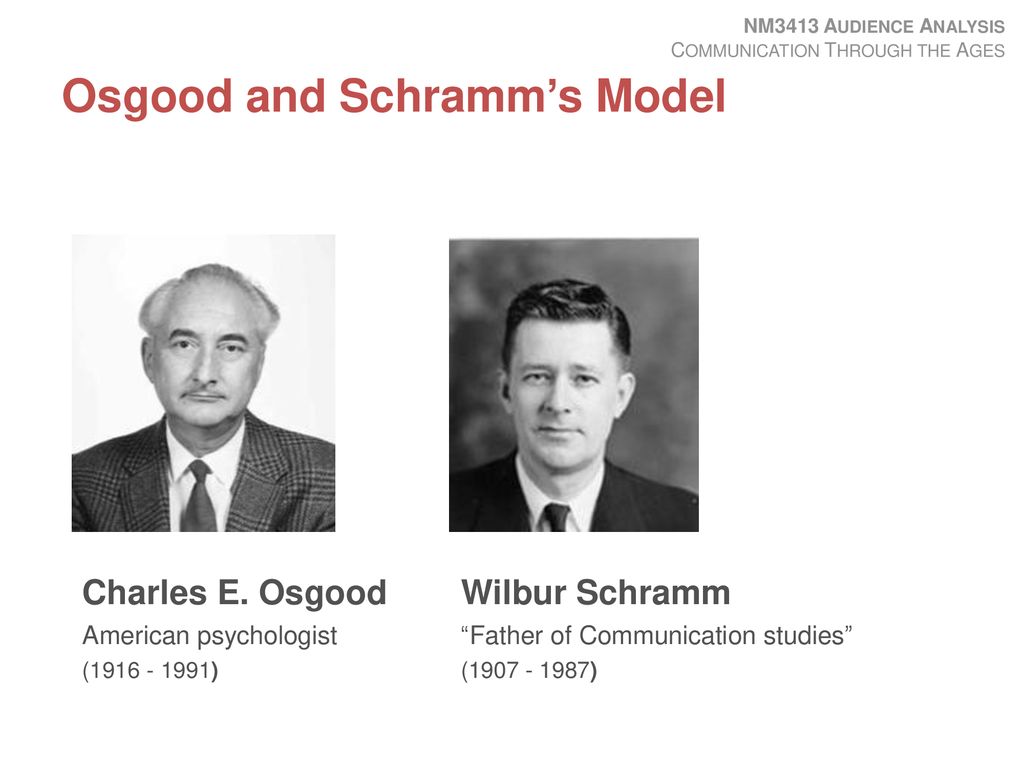 NM3413 AUDIENCE ANALYSIS
COMMUNICATION THROUGH THE AGES
Osgood and Schramm’s Model
Charles E. Osgood
American psychologist
(1916 - 1991)
Wilbur Schramm
“Father of Communication studies”
(1907 - 1987)